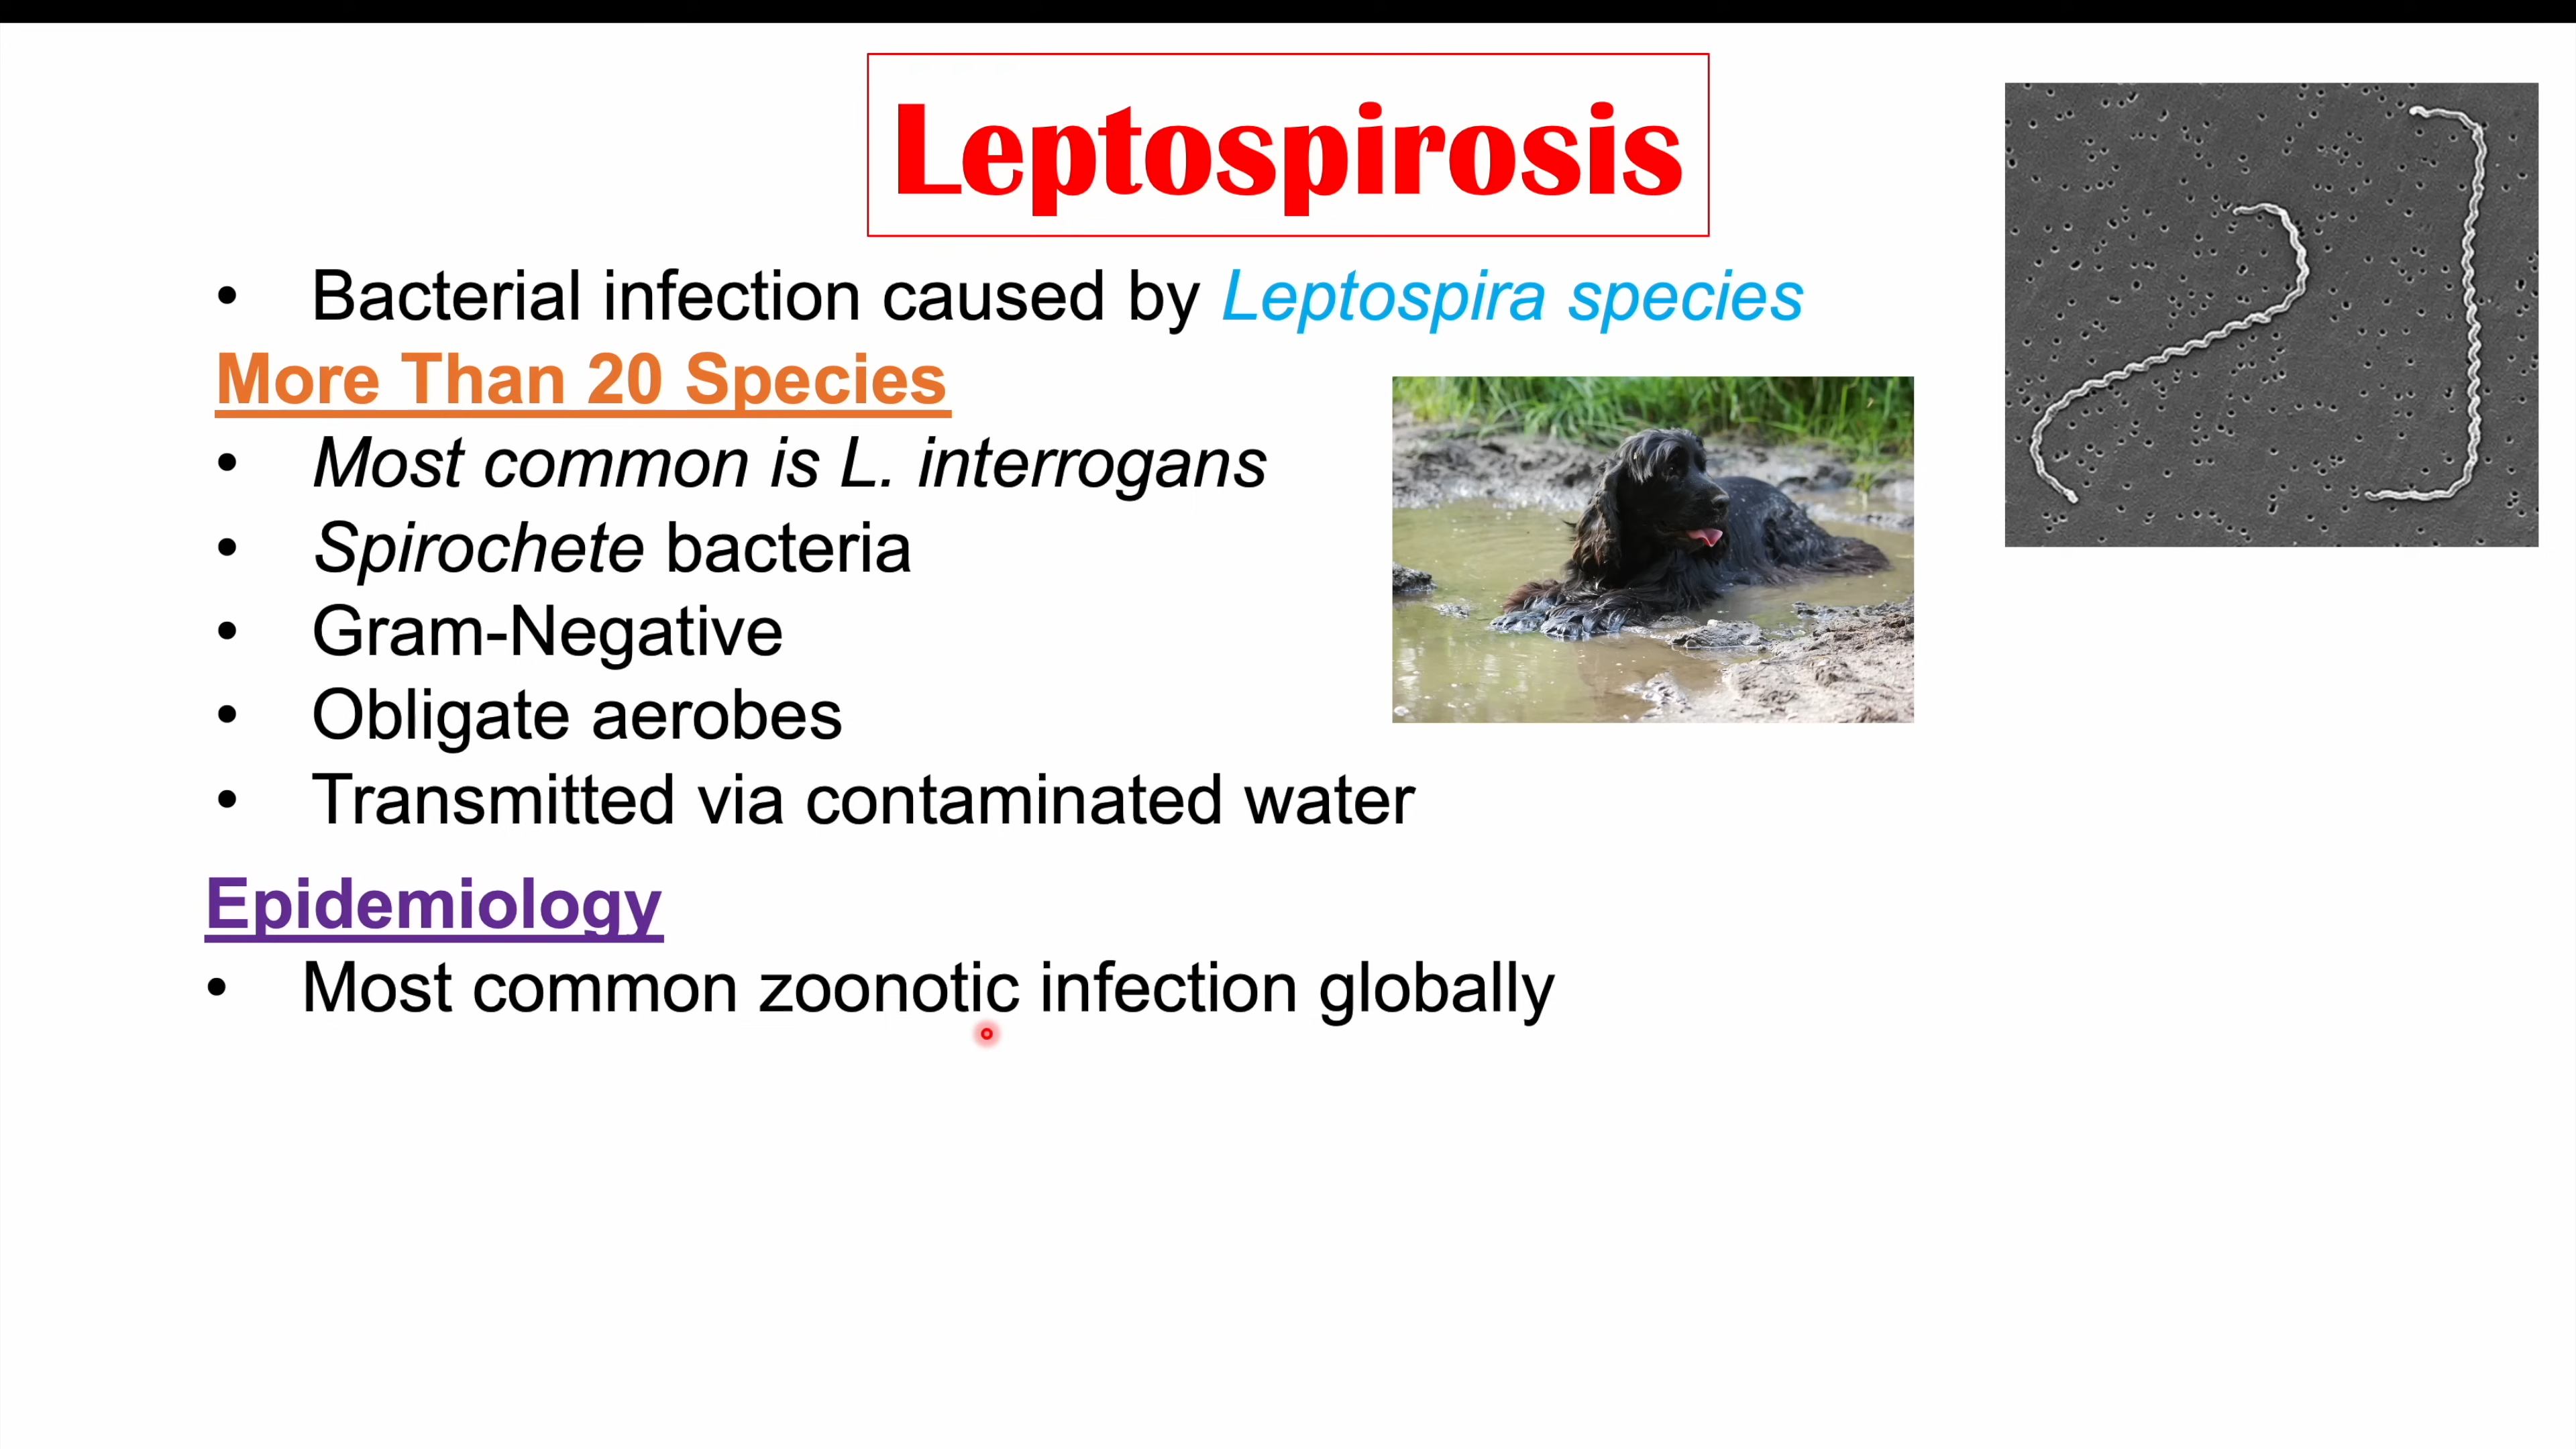 Leptospirosis
• Bacterial infection caused by Leptospira species
More Than 20 Species
• Most common is L. interrogans
• Spirochete bacteria
• Gram-Negative
• Obligate aerobes
• Transmitted via contaminated water
Epidemiology
• Most common zoonotic infection globally